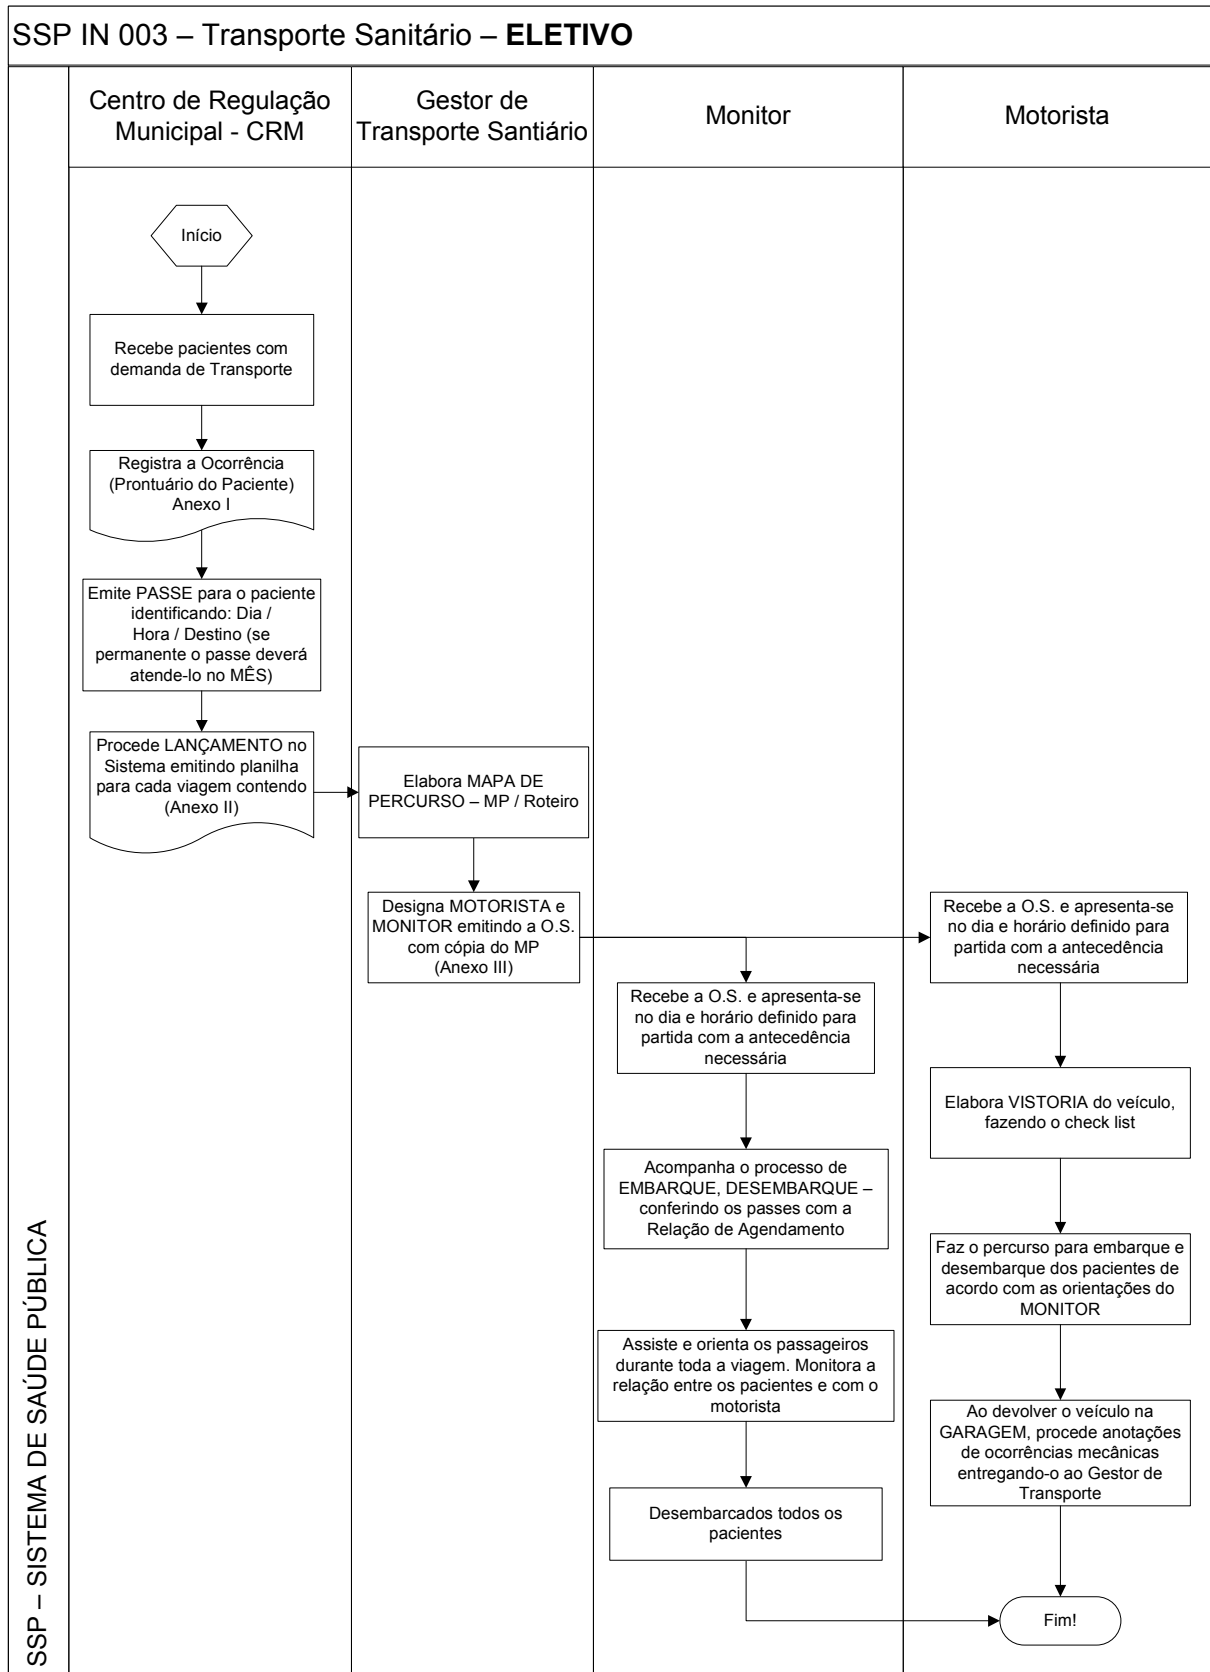 SSP IN 003 – Transporte Sanitário – ELETIVO
Centro de Regulação
Municipal - CRM
Gestor de
Transporte Santiário
Monitor
Motorista
Início
Recebe pacientes com
demanda de Transporte
Registra a Ocorrência
(Prontuário do Paciente)
Anexo I
Emite PASSE para o paciente
identificando: Dia /
Hora / Destino (se
permanente o passe deverá
atende-lo no MÊS)
Procede LANÇAMENTO no
Sistema emitindo planilha
para cada viagem contendo
(Anexo II)
Elabora MAPA DE
PERCURSO – MP / Roteiro
Designa MOTORISTA e
MONITOR emitindo a O.S.
com cópia do MP
(Anexo III)
Recebe a O.S. e apresenta-se
no dia e horário definido para
partida com a antecedência
necessária
Acompanha o processo de
EMBARQUE, DESEMBARQUE –
conferindo os passes com a
Relação de Agendamento
Assiste e orienta os passageiros
durante toda a viagem. Monitora a
relação entre os pacientes e com o
motorista
Desembarcados todos os
pacientes
Recebe a O.S. e apresenta-se
no dia e horário definido para
partida com a antecedência
necessária
Elabora VISTORIA do veículo,
fazendo o check list
Faz o percurso para embarque e
desembarque dos pacientes de
acordo com as orientações do
MONITOR
Ao devolver o veículo na
GARAGEM, procede anotações
de ocorrências mecânicas
entregando-o ao Gestor de
Transporte
Fim!
SSP – SISTEMA DE SAÚDE PÚBLICA